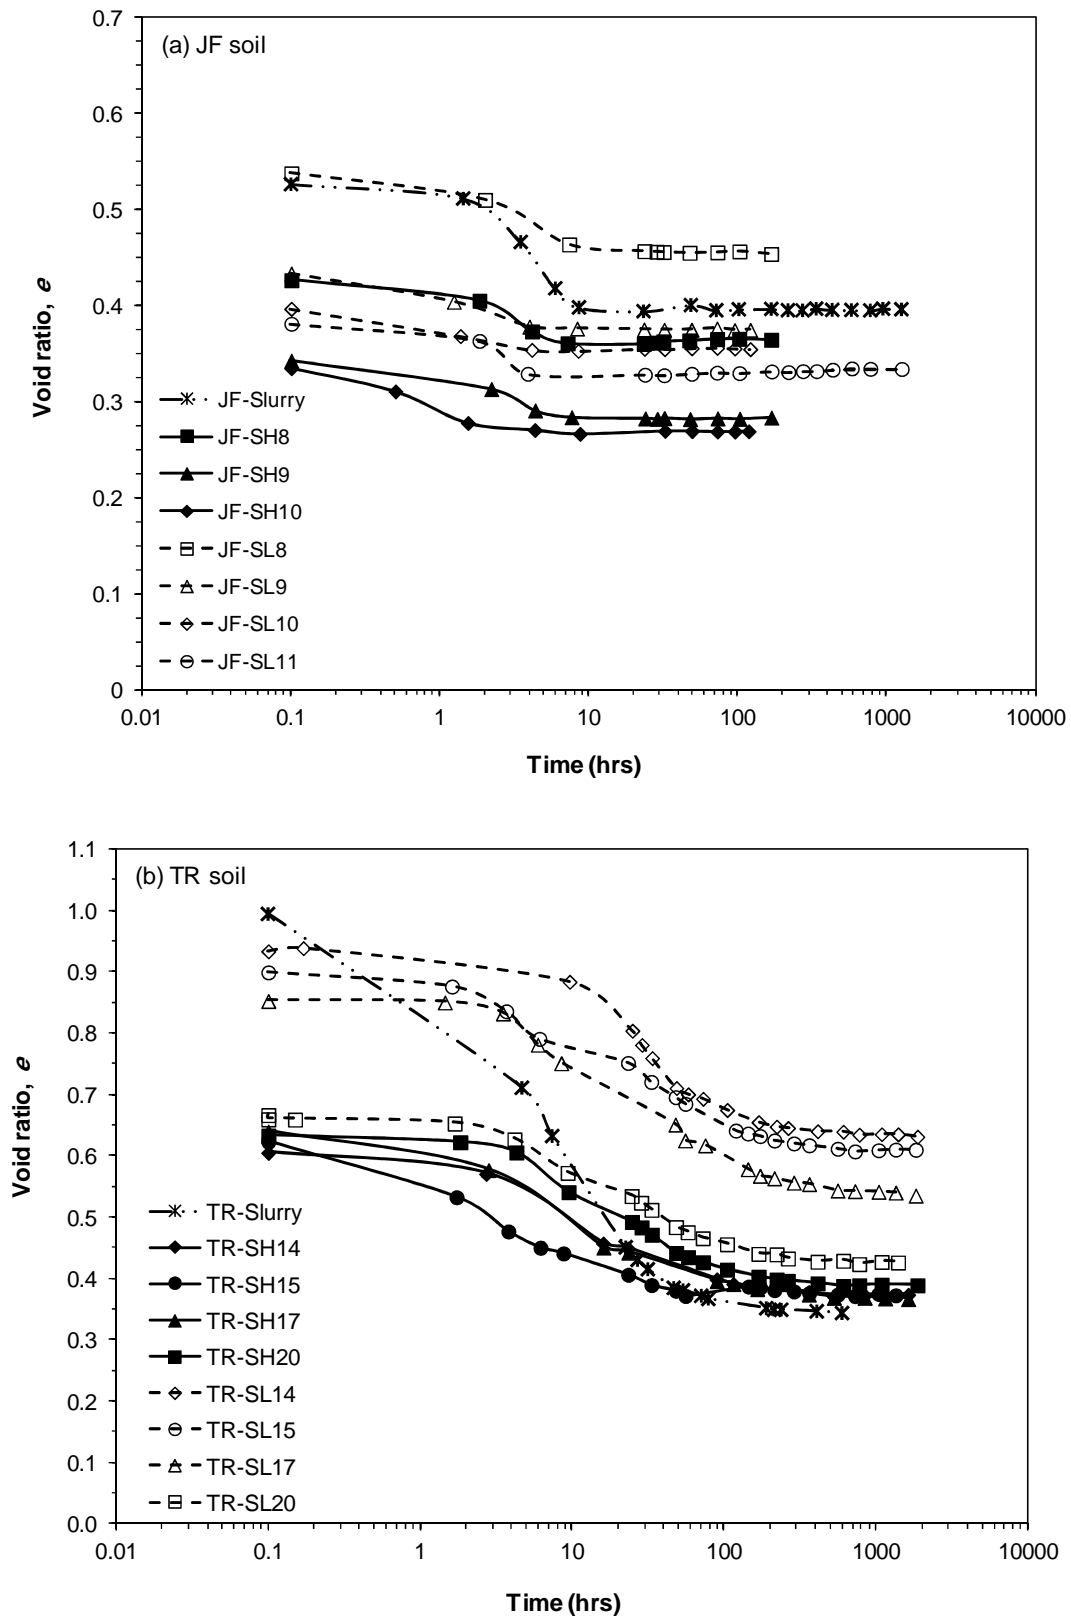 0.7
(a) JF soil
0.6
0.5
0.4
0.3
0.2
0.1
0
Void ratio, e
JF-Slurry
JF-SH8
JF-SH9
JF-SH10
JF-SL8
JF-SL9
JF-SL10
JF-SL11
0.01 0.1 1 10 100 1000 10000
Time (hrs)
1.1
(b) TR soil
1.0
0.9
0.8
0.7
0.6
0.5
0.4
0.3
0.2
0.1
0.0
Void ratio, e
TR-Slurry
TR-SH14
TR-SH15
TR-SH17
TR-SH20
TR-SL14
TR-SL15
TR-SL17
TR-SL20
0.01 0.1 1 10 100 1000 10000
Time (hrs)